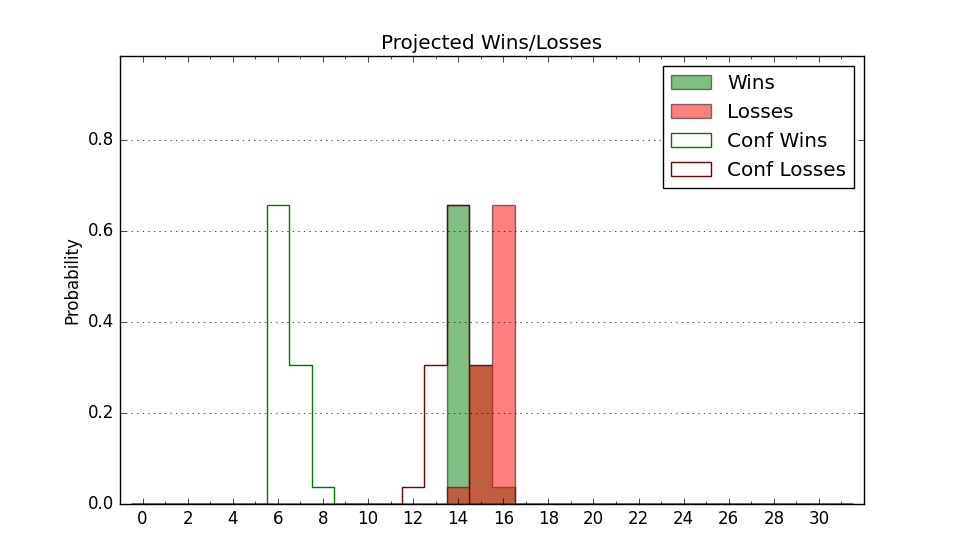 Projected Wins/Losses
Wins
Losses
Conf Wins
Conf Losses
Probability
0.8
0.6
0.4
0.2
0.0
0 2 4 6 8 10 12 14 16 18 20 22 24 26 28 30